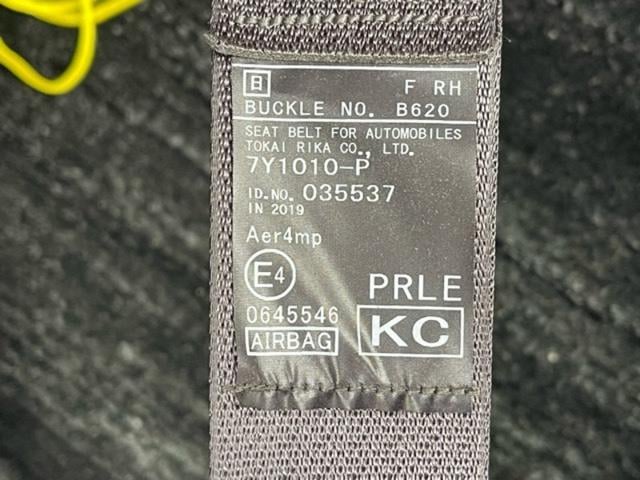 日 F RH
BUCKLE NO. B620
SEAT BELT FOR AUTOMOBILES
TOKAI RIKA CO., LTD.
7Y1010-P
ID.NO. 035537
IN 2019
Aer4mp
E4
PRLE
0645546
KC
AIRBAG